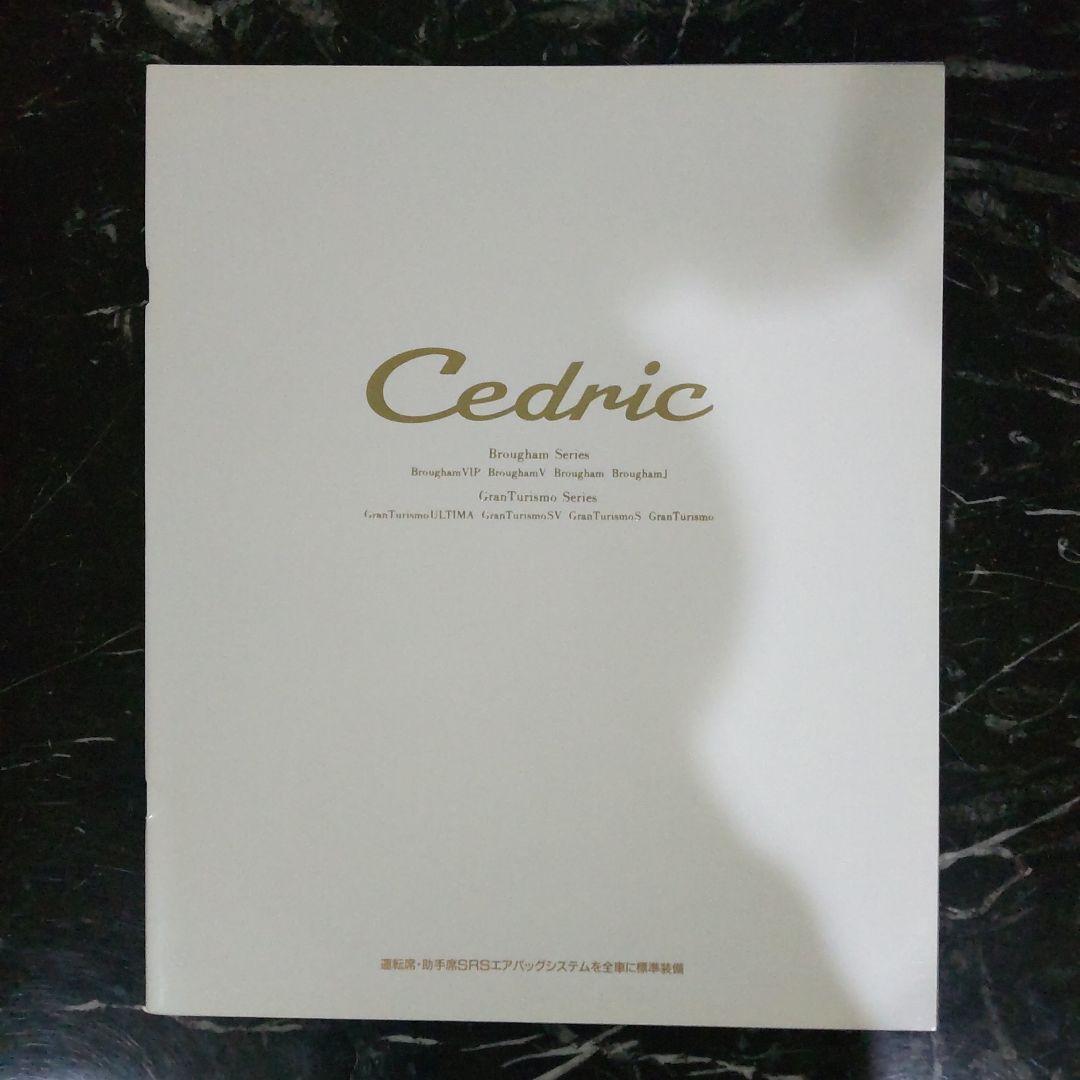 Cedric
Brougham Series
BroughamVIP BroughamV Brougham BroughamJ
GranTurismo Series
GranTurismoULTIMA GranTurismoSV GranTurismoS GranTurismo
運転席・助手席SRSエアバッグシステムを全車に標準装備